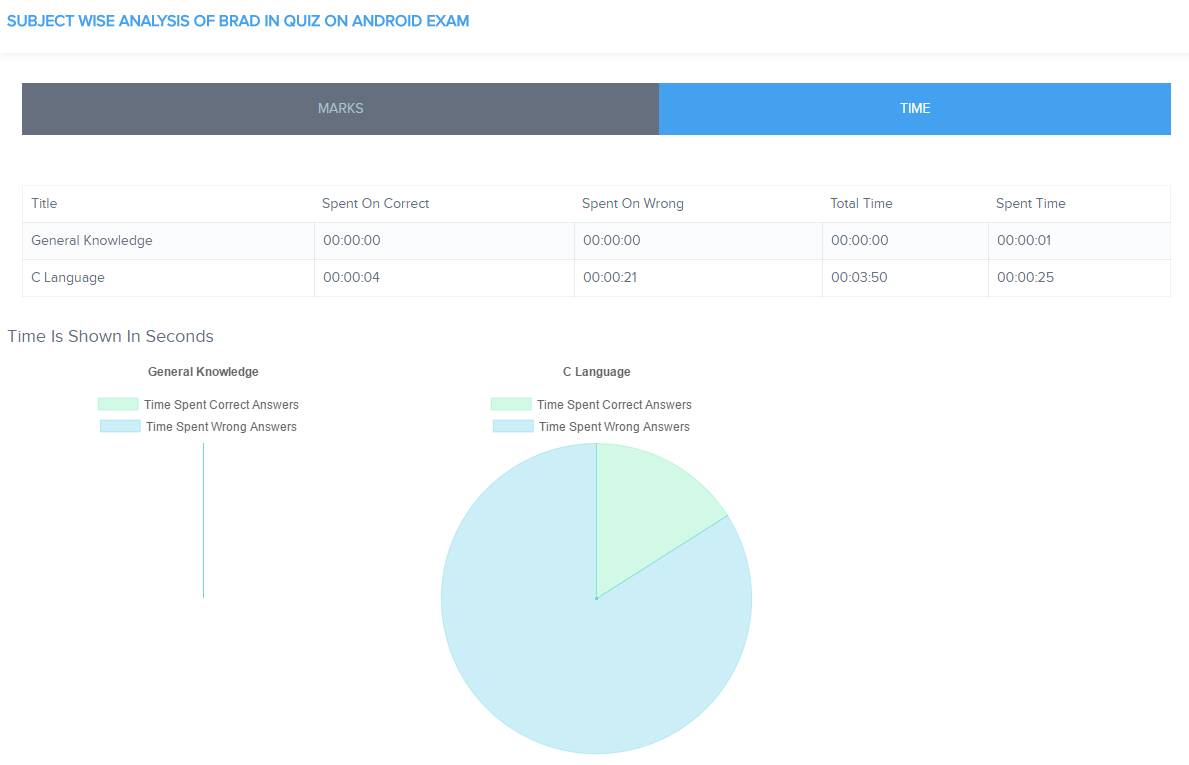 SUBJECT WISE ANALYSIS OF BRAD IN QUIZ ON ANDROID EXAM
MARKS TIME
Title Spent On Correct Spent On Wrong Total Time Spent Time
General Knowledge 00:00:00 00:00:00 00:00:00 00:00:01
C Language 00:00:04 00:00:21 00:03:50 00:00:25
Time Is Shown In Seconds
General Knowledge C Language
Time Spent Correct Answers Time Spent Correct Answers
Time Spent Wrong Answers Time Spent Wrong Answers